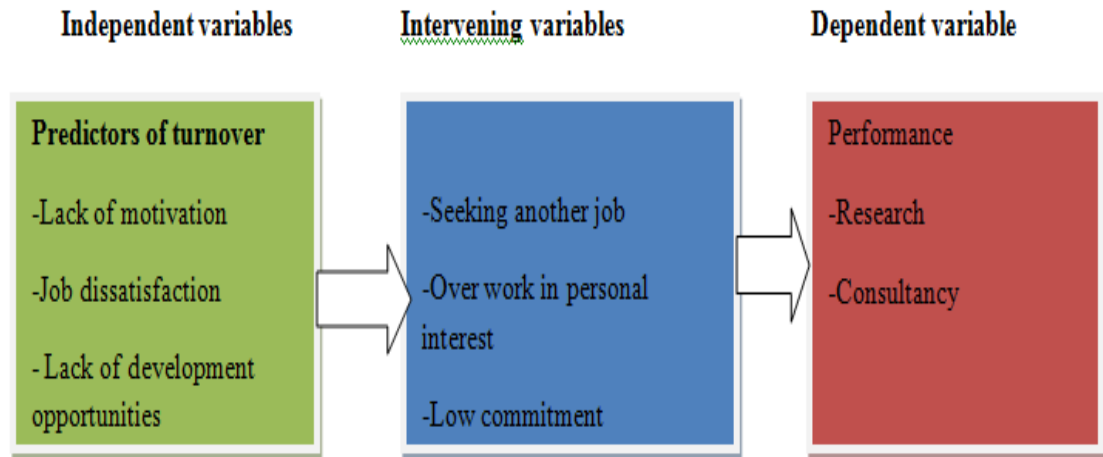 Independent variables
Intervening variables
Dependent variable
Predictors of turnover
-Lack of motivation
-Job dissatisfaction
- Lack of development
opportunities
-Seeking another job
-Over work in personal
interest
-Low commitment
Performance
-Research
-Consultancy